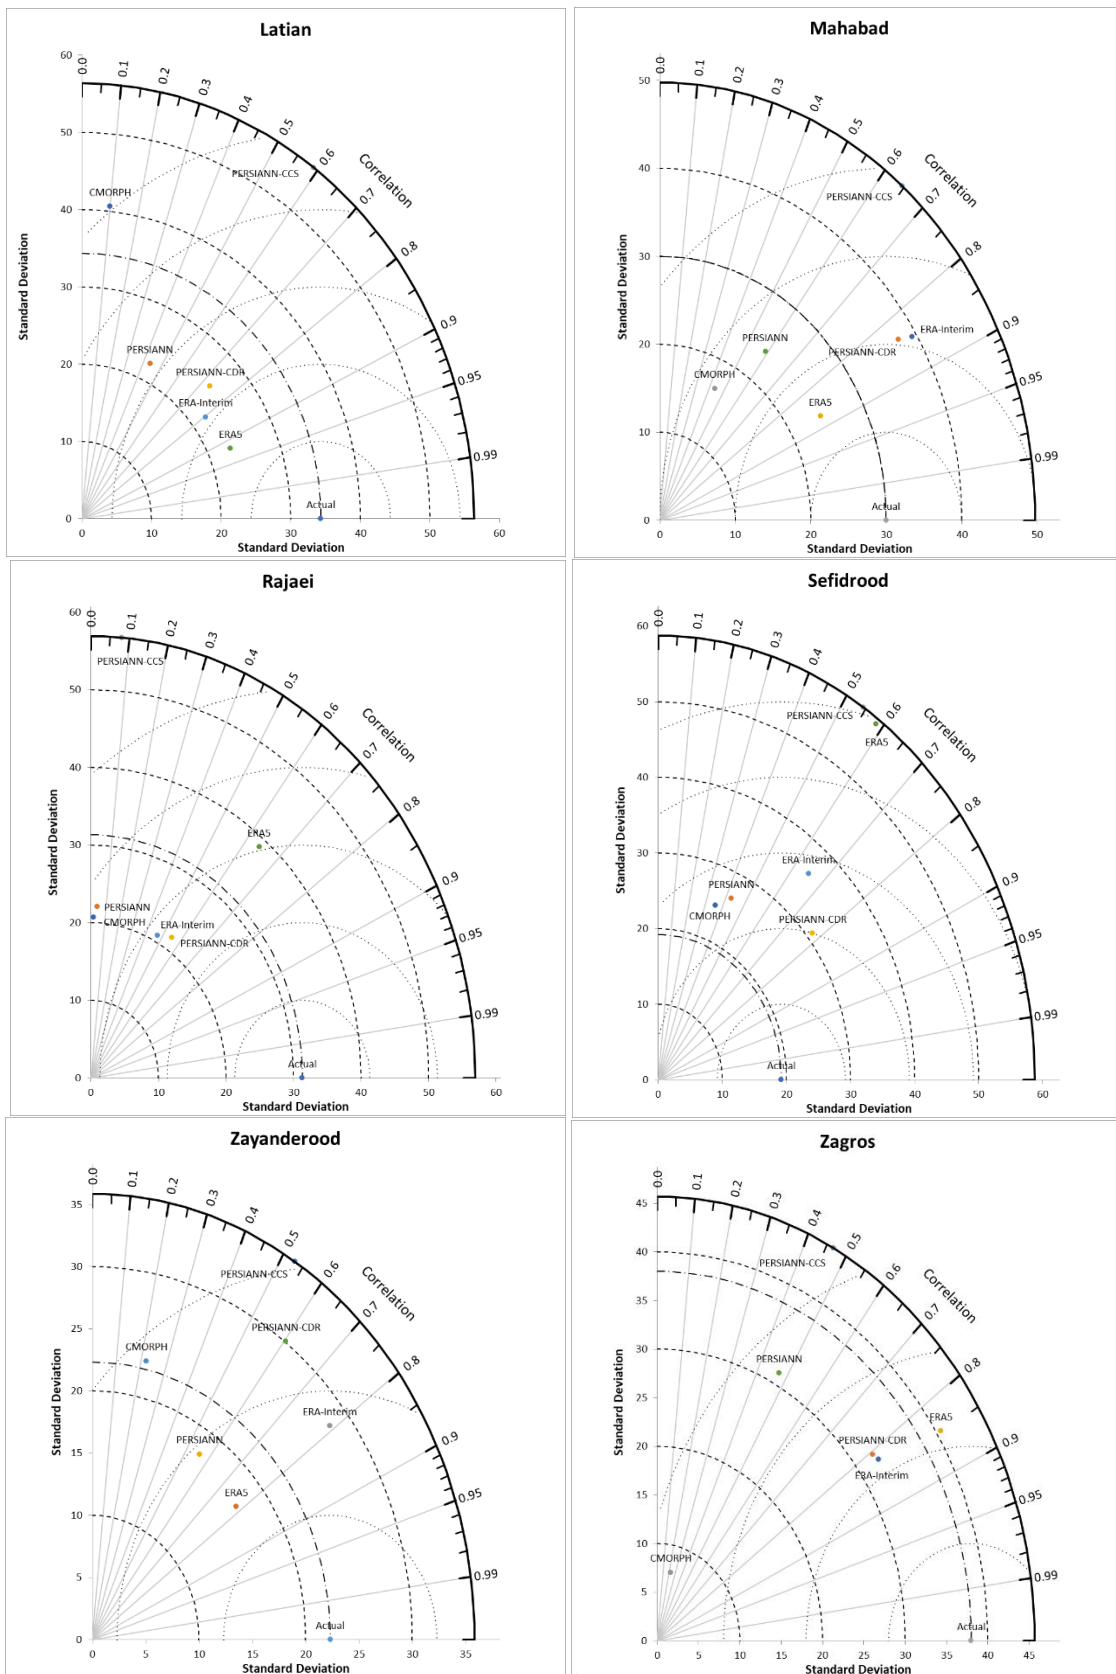 Latian
60
50
40
30
20
10
0
0.0
0.1
0.2
0.3
0.4
0.5
0.6
0.7
0.8
0.9
0.95
0.99
Correlation
Standard Deviation
PERSIANN-CCS
CMORPH
PERSIANN
PERSIANN-CDR
ERA-Interim
ERA5
Actual
0
10
20
30
40
50
60
Standard Deviation
Mahabad
50
40
30
20
10
0
0.0
0.1
0.2
0.3
0.4
0.5
0.6
0.7
0.8
0.9
0.95
0.99
Correlation
Standard Deviation
PERSIANN-CCS
ERA-Interim
PERSIANN
PERSIANN-CDR
CMORPH
ERA5
Actual
0
10
20
30
40
50
Standard Deviation
Rajaei
60
50
40
30
20
10
0
0.0
0.1
0.2
0.3
0.4
0.5
0.6
0.7
0.8
0.9
0.95
0.99
Correlation
Standard Deviation
PERSIANN-CCS
ERA5
PERSIANN
CMORPH
ERA-Interim
PERSIANN-CDR
Actual
0
10
20
30
40
50
60
Standard Deviation
Sefidrood
60
50
40
30
20
10
0
0.0
0.1
0.2
0.3
0.4
0.5
0.6
0.7
0.8
0.9
0.95
0.99
Correlation
Standard Deviation
PERSIANN-CCS
ERA5
ERA-Interim
PERSIANN
CMORPH
PERSIANN-CDR
Actual
0
10
20
30
40
50
60
Standard Deviation
Zayanderood
35
30
25
20
15
10
5
0
0.0
0.1
0.2
0.3
0.4
0.5
0.6
0.7
0.8
0.9
0.95
0.99
Correlation
Standard Deviation
PERSIANN-CCS
PERSIANN-CDR
CMORPH
ERA-Interim
PERSIANN
ERA5
Actual
0
5
10
15
20
25
30
35
Standard Deviation
Zagros
45
40
35
30
25
20
15
10
5
0
0.0
0.1
0.2
0.3
0.4
0.5
0.6
0.7
0.8
0.9
0.95
0.99
Correlation
Standard Deviation
PERSIANN-CCS
PERSIANN
ERA5
PERSIANN-CDR
ERA-Interim
CMORPH
Actual
0
5
10
15
20
25
30
35
40
45
Standard Deviation